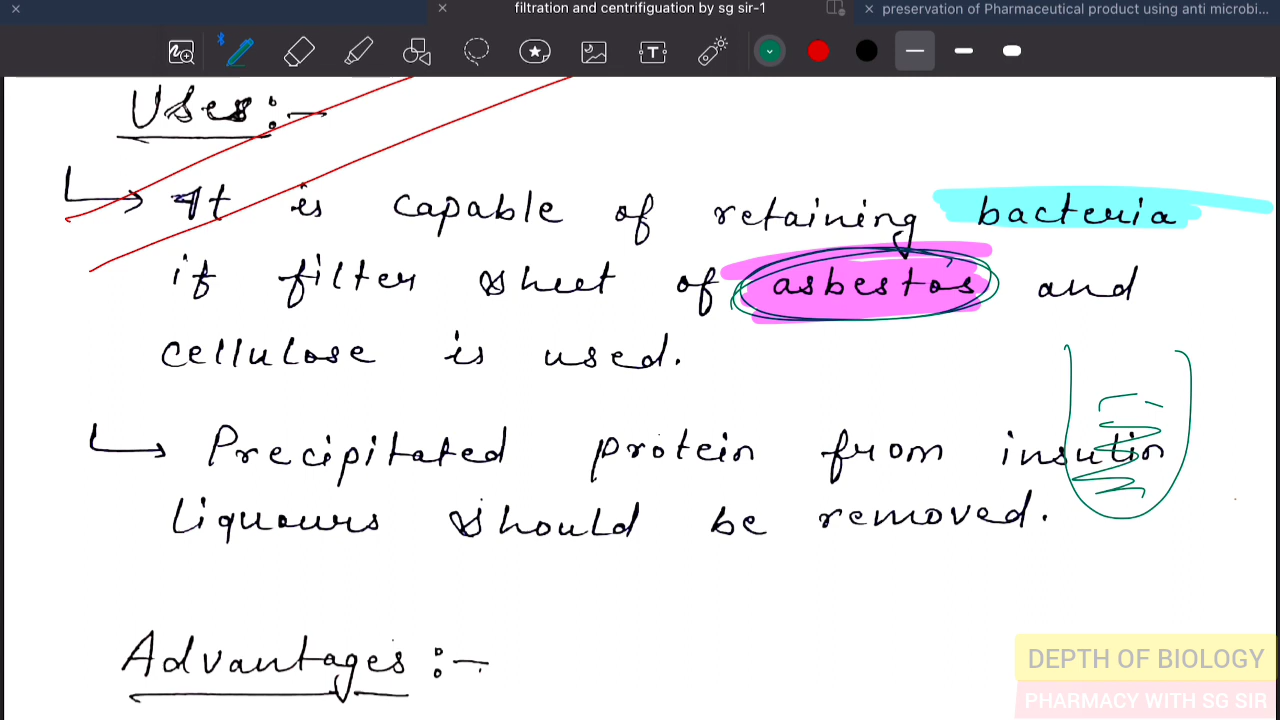 filtration and centrifiguation by sg sir-1
preservation of Pharmaceutical product using anti microbi...
Uses:-
It is capable of retaining bacteria
if filter sheet of asbestos and
cellulose is used.
Precipitated protein from insulin
liquours should be removed.
Advantages :-
DEPTH OF BIOLOGY
PHARMACY WITH SG SIR